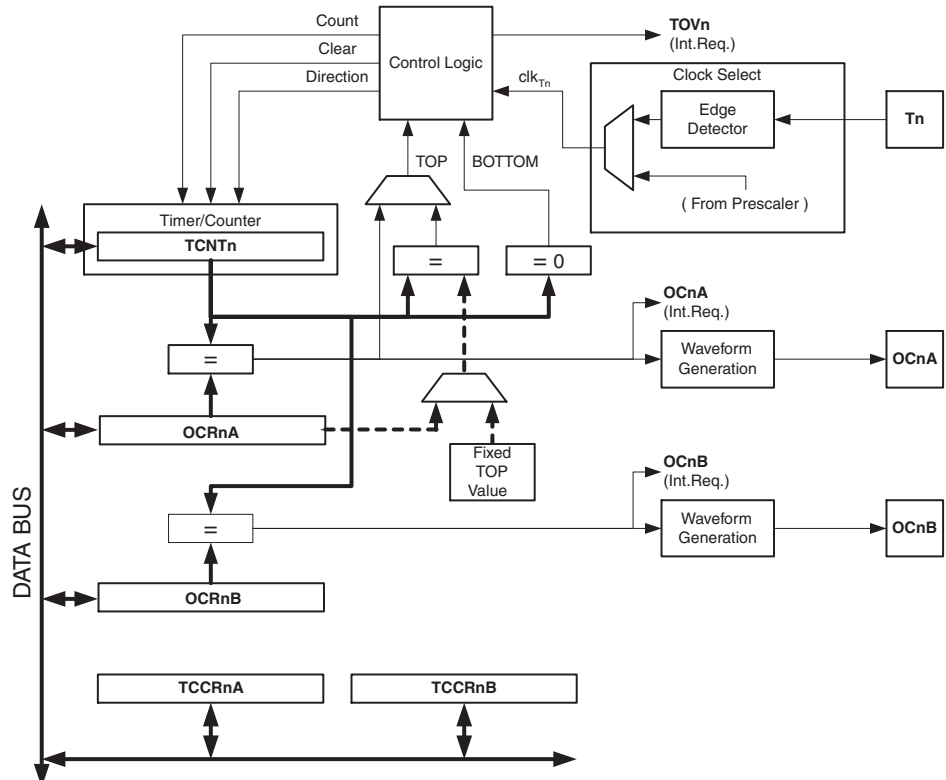 Count
Clear
Direction
Control Logic
TOVn
(Int.Req.)
clkTn
Clock Select
Edge
Detector
Tn
( From Prescaler )
TOP
BOTTOM
Timer/Counter
TCNTn
=
= 0
OCnA
(Int.Req.)
=
Waveform
Generation
OCnA
OCRnA
Fixed
TOP
Value
OCnB
(Int.Req.)
=
Waveform
Generation
OCnB
OCRnB
DATA BUS
TCCRnA
TCCRnB